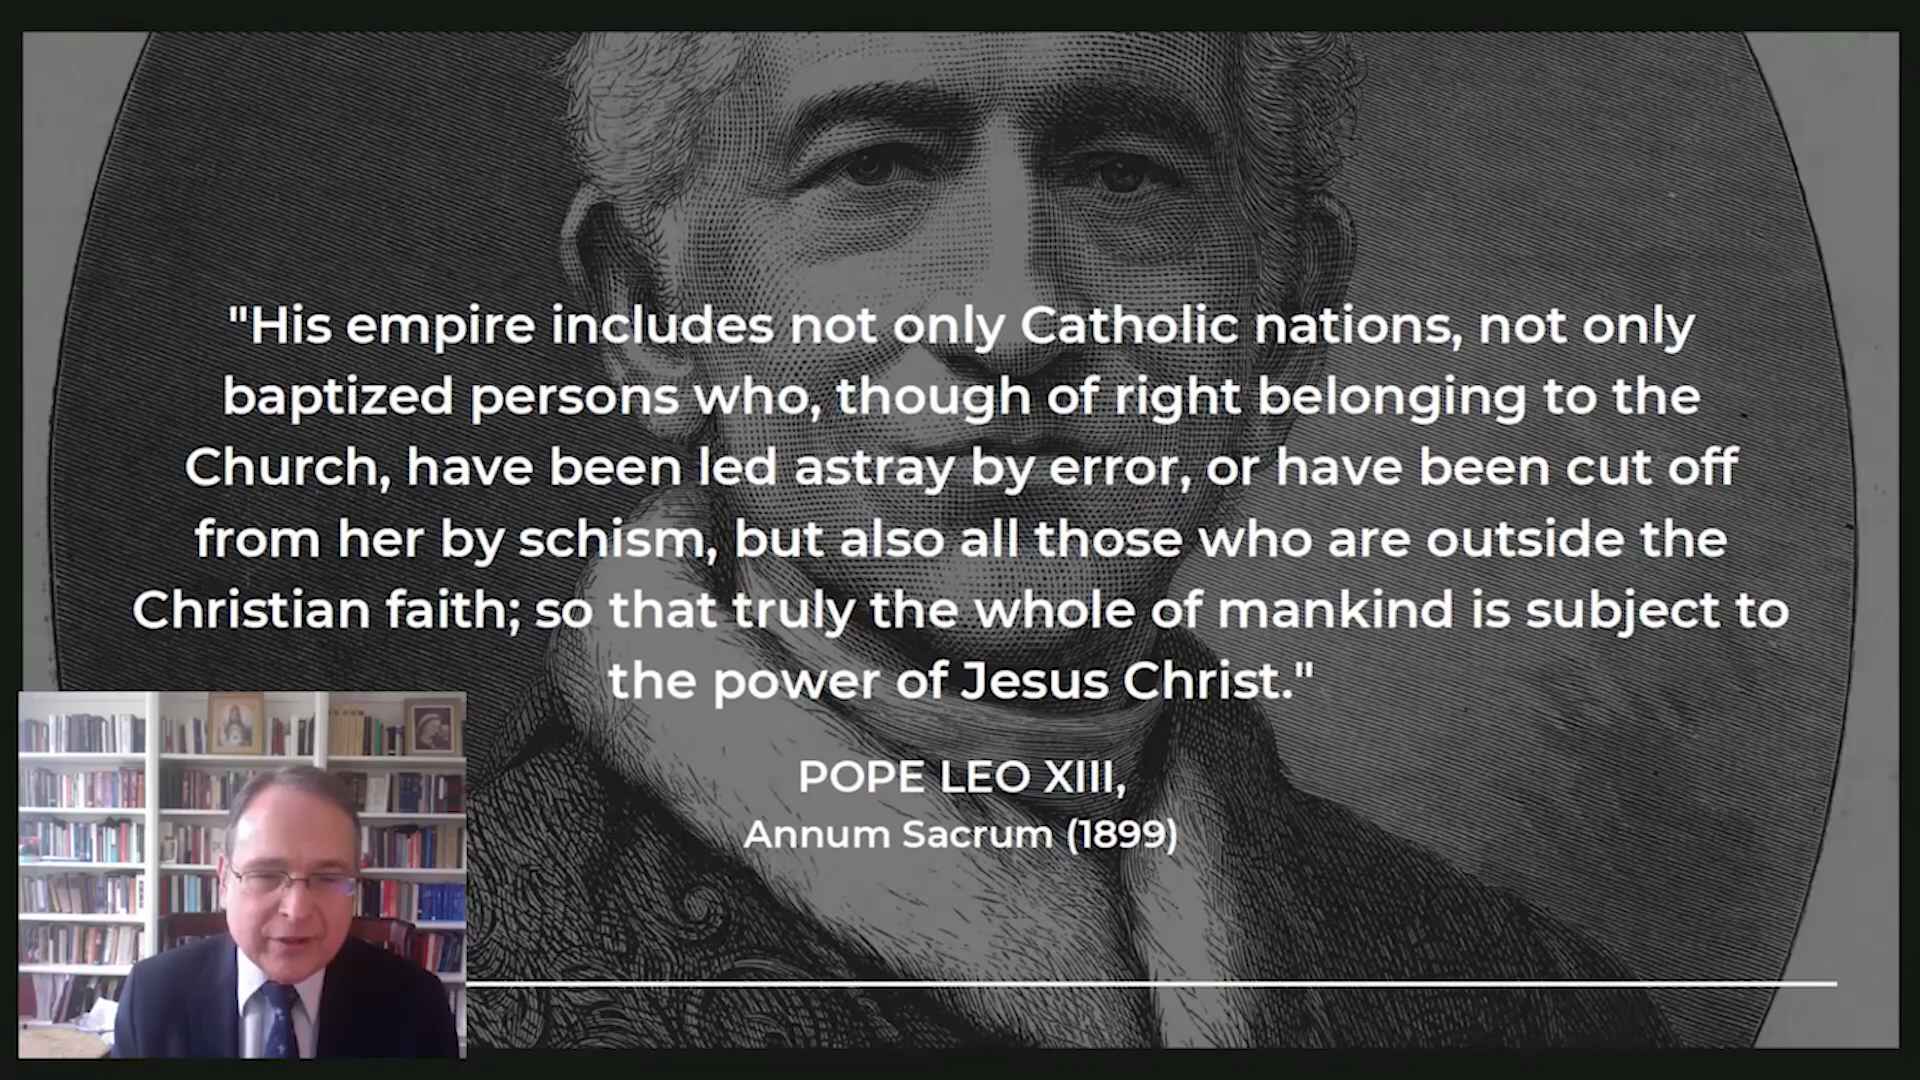 "His empire includes not only Catholic nations, not only
baptized persons who, though of right belonging to the
Church, have been led astray by error, or have been cut off
from her by schism, but also all those who are outside the
Christian faith; so that truly the whole of mankind is subject to
the power of Jesus Christ."
POPE LEO XIII,
Annum Sacrum (1899)